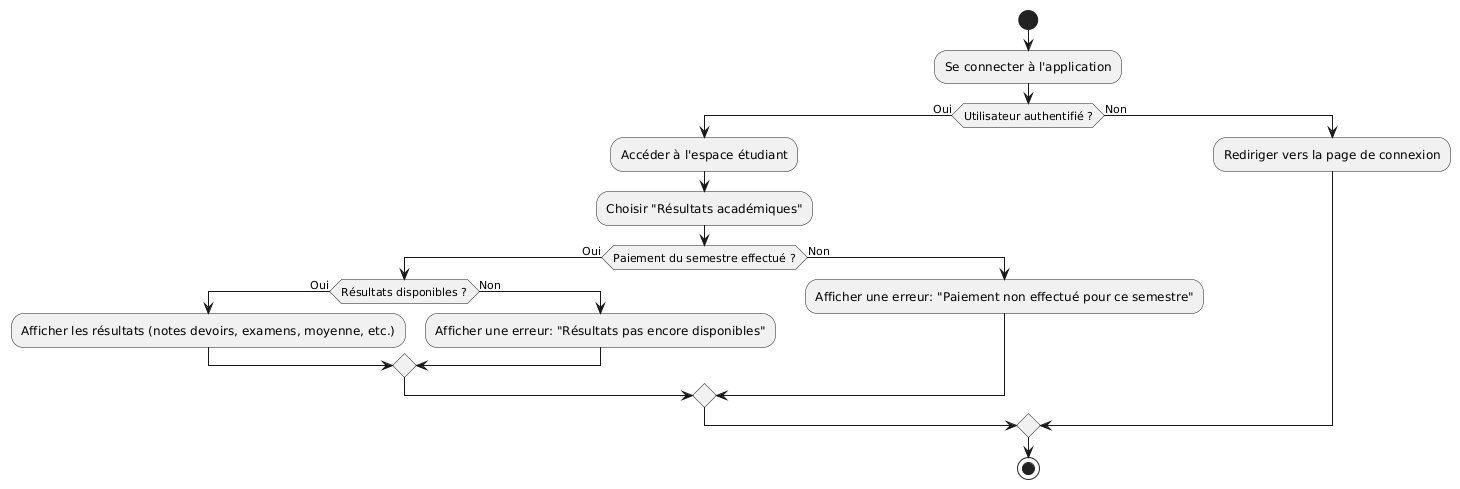 Se connecter à l'application
Oui
Utilisateur authentifié ?
Non
Accéder à l'espace étudiant
Rediriger vers la page de connexion
Choisir "Résultats académiques"
Oui
Paiement du semestre effectué ?
Non
Oui
Résultats disponibles ?
Non
Afficher une erreur: "Paiement non effectué pour ce semestre"
Afficher les résultats (notes devoirs, examens, moyenne, etc.)
Afficher une erreur: "Résultats pas encore disponibles"